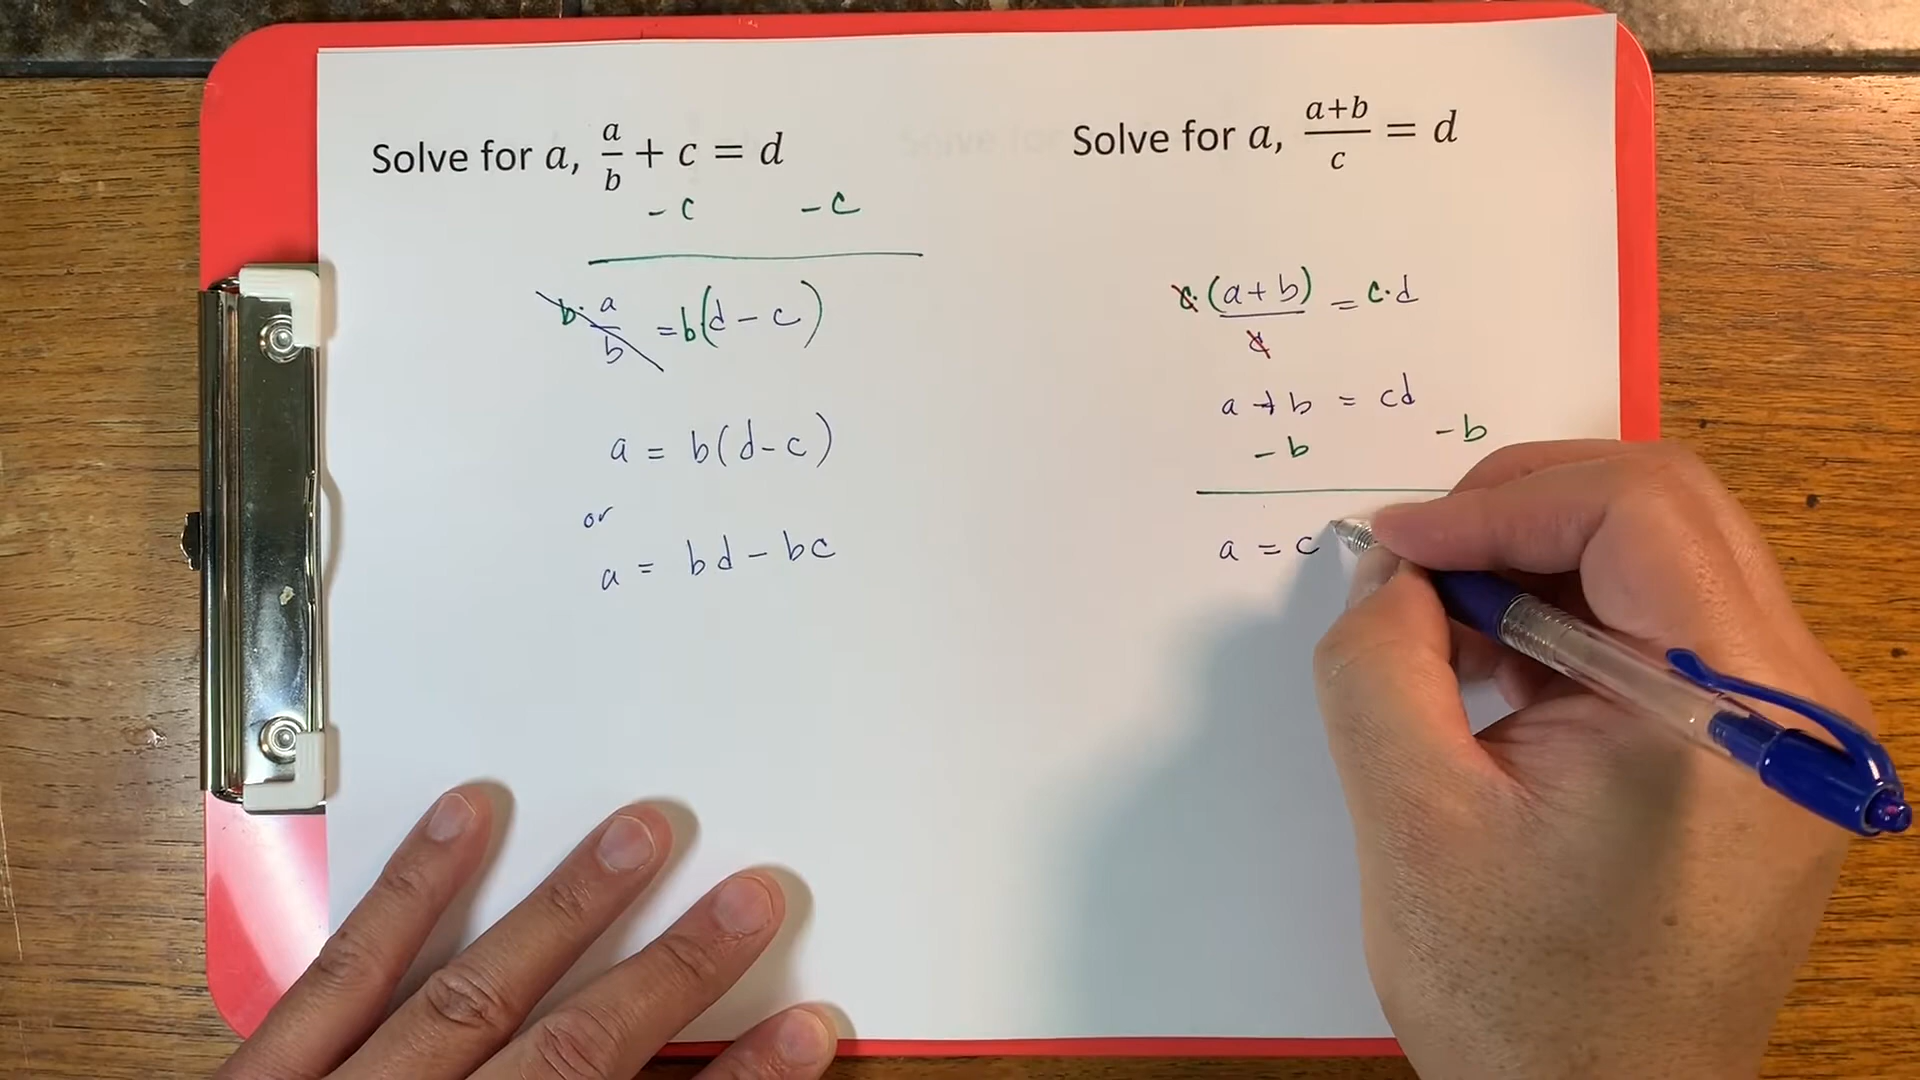 Solve for a, a/b + c = d
- c - c
b · a/b = b(d - c)
a = b(d-c)
or
a = bd - bc
Solve for a, a+b/c = d
c · (a + b)/c = c · d
a + b = cd
- b - b
a = c